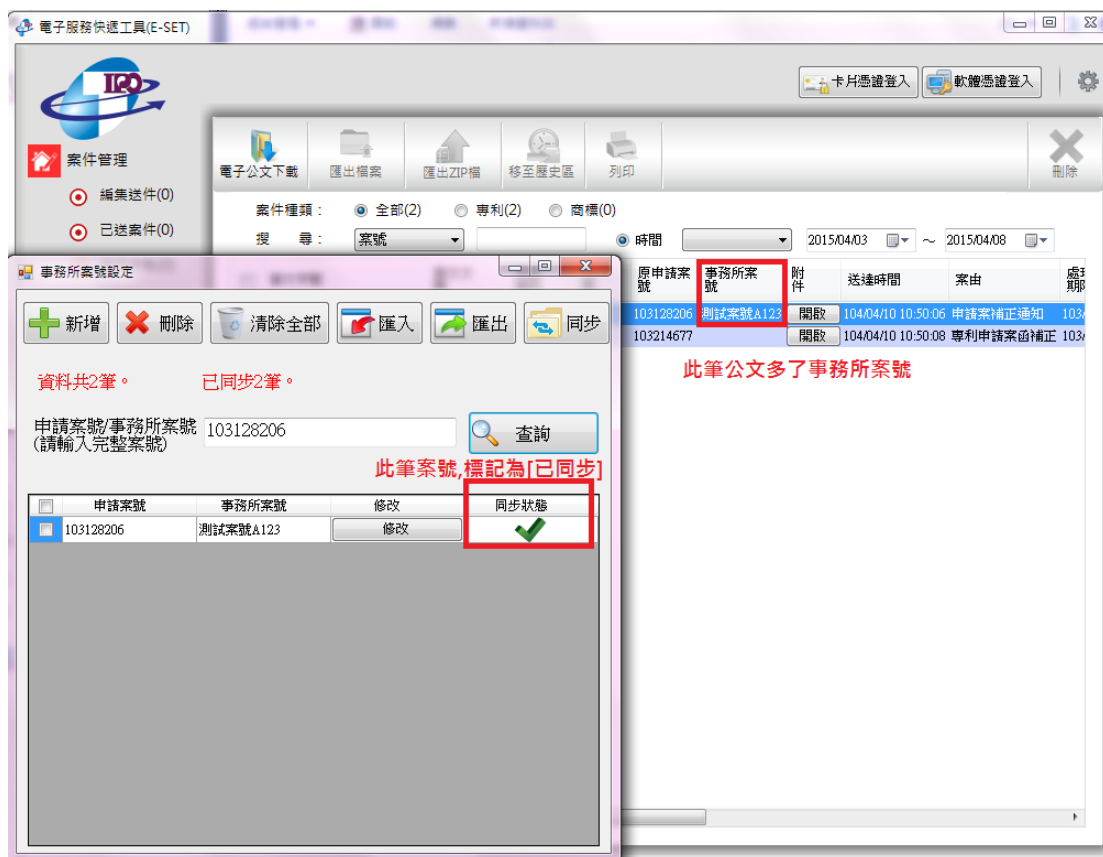 電子服務快遞工具(E-SET)
IPO
卡片憑證登入 軟體憑證登入
案件管理
編集送件(0)
已送案件(0)
電子公文下載 匯出檔案 匯出ZIP檔 移至歷史區 列印 刪除
案件種類： 全部(2) 專利(2) 商標(0)
搜 尋： 案號 時間 2015/04/03 ～ 2015/04/08
原申請案號 事務所案號 附件 送達時間 案由
103128206 測試案號A123 開啟 104/04/10 10:50:06 申請案補正通知 103/
103214677 開啟 104/04/10 10:50:08 專利申請案函補正 103/
此筆公文多了事務所案號
事務所案號設定
新增 刪除 清除全部 匯入 匯出 同步
資料共2筆。 已同步2筆。
申請案號/事務所案號 103128206 查詢
(請輸入完整案號)
此筆案號,標記為[已同步]
申請案號 事務所案號 修改 同步狀態
103128206 測試案號A123 修改